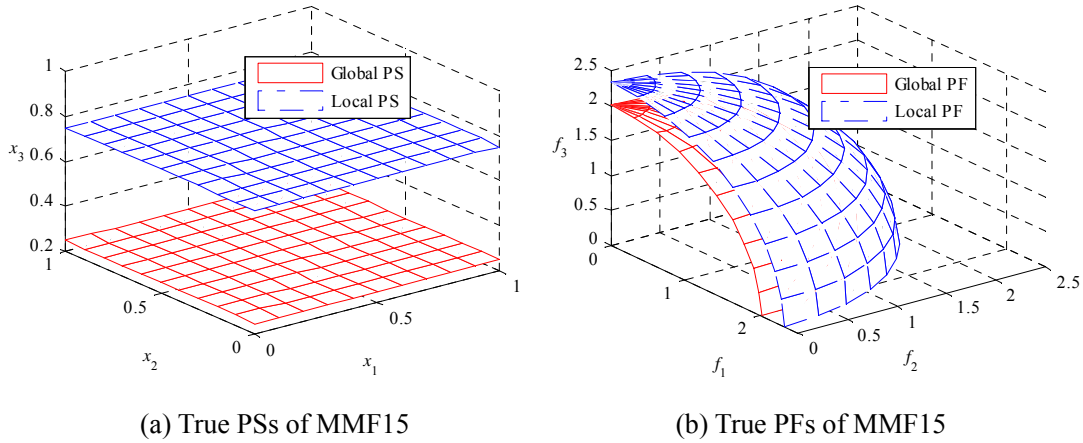 1
0.8
0.6
0.4
0.2
x3
1
0.5
0
x2
0
0.5
1
x1
Global PS
Local PS
(a) True PSs of MMF15
2.5
2
1.5
1
0.5
0
f3
0
1
2
f1
0
0.5
1
1.5
2
2.5
f2
Global PF
Local PF
(b) True PFs of MMF15